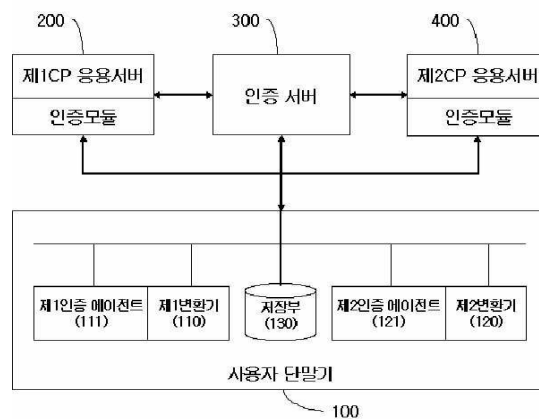 200
300
400
제1CP 응용서버
인증모듈
인증 서버
제2CP 응용서버
인증모듈
제1인증 에이전트
(111)
제1변환기
(110)
저장부
(130)
제2인증 에이전트
(121)
제2변환기
(120)
사용자 단말기
100